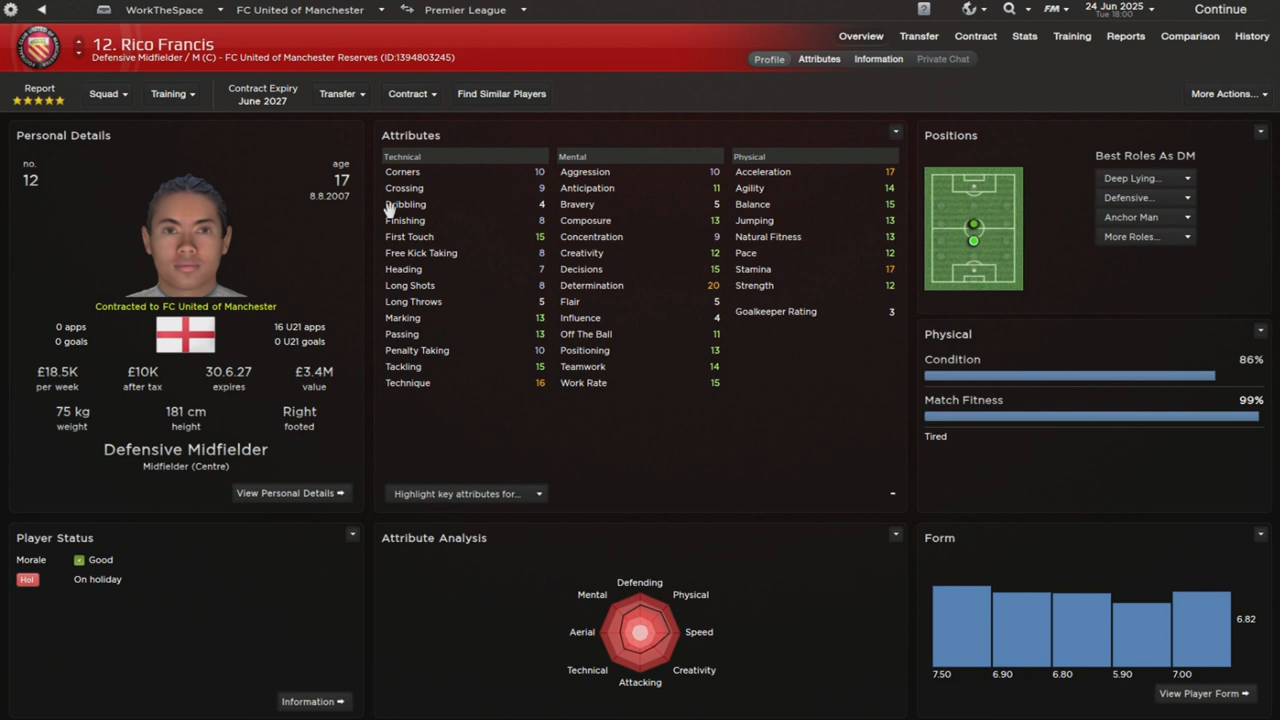 WorkTheSpace
FC United of Manchester
Premier League
?
FM
24 Jun 2025
Tue 18:00
Continue
12. Rico Francis
Defensive Midfielder / M (C) - FC United of Manchester Reserves (ID:1394803245)
Overview
Transfer
Contract
Stats
Training
Reports
Comparison
History
Profile
Attributes
Information
Private Chat
Report
Squad
Training
Contract Expiry
June 2027
Transfer
Contract
Find Similar Players
More Actions...
Personal Details
no.
12
age
17
8.8.2007
Contracted to FC United of Manchester
0 apps
0 goals
16 U21 apps
0 U21 goals
£18.5K
per week
£10K
after tax
30.6.27
expires
£3.4M
value
75 kg
weight
181 cm
height
Right
footed
Defensive Midfielder
Midfielder (Centre)
View Personal Details
Attributes
Technical
Corners 10
Crossing 9
Dribbling 4
Finishing 8
First Touch 15
Free Kick Taking 8
Heading 7
Long Shots 8
Long Throws 5
Marking 13
Passing 13
Penalty Taking 10
Tackling 15
Technique 16
Mental
Aggression 10
Anticipation 11
Bravery 5
Composure 13
Concentration 9
Creativity 12
Decisions 15
Determination 20
Flair 5
Influence 4
Off The Ball 11
Positioning 13
Teamwork 14
Work Rate 15
Physical
Acceleration 17
Agility 14
Balance 15
Jumping 13
Natural Fitness 13
Pace 12
Stamina 17
Strength 12
Goalkeeper Rating 3
Highlight key attributes for...
-
Positions
Best Roles As DM
Deep Lying...
Defensive...
Anchor Man
More Roles...
Physical
Condition 86%
Match Fitness 99%
Tired
Player Status
Morale Good
Hol On holiday
Information
Attribute Analysis
Defending
Physical
Speed
Creativity
Attacking
Technical
Aerial
Mental
Form
6.82
7.50 6.90 6.80 5.90 7.00
View Player Form